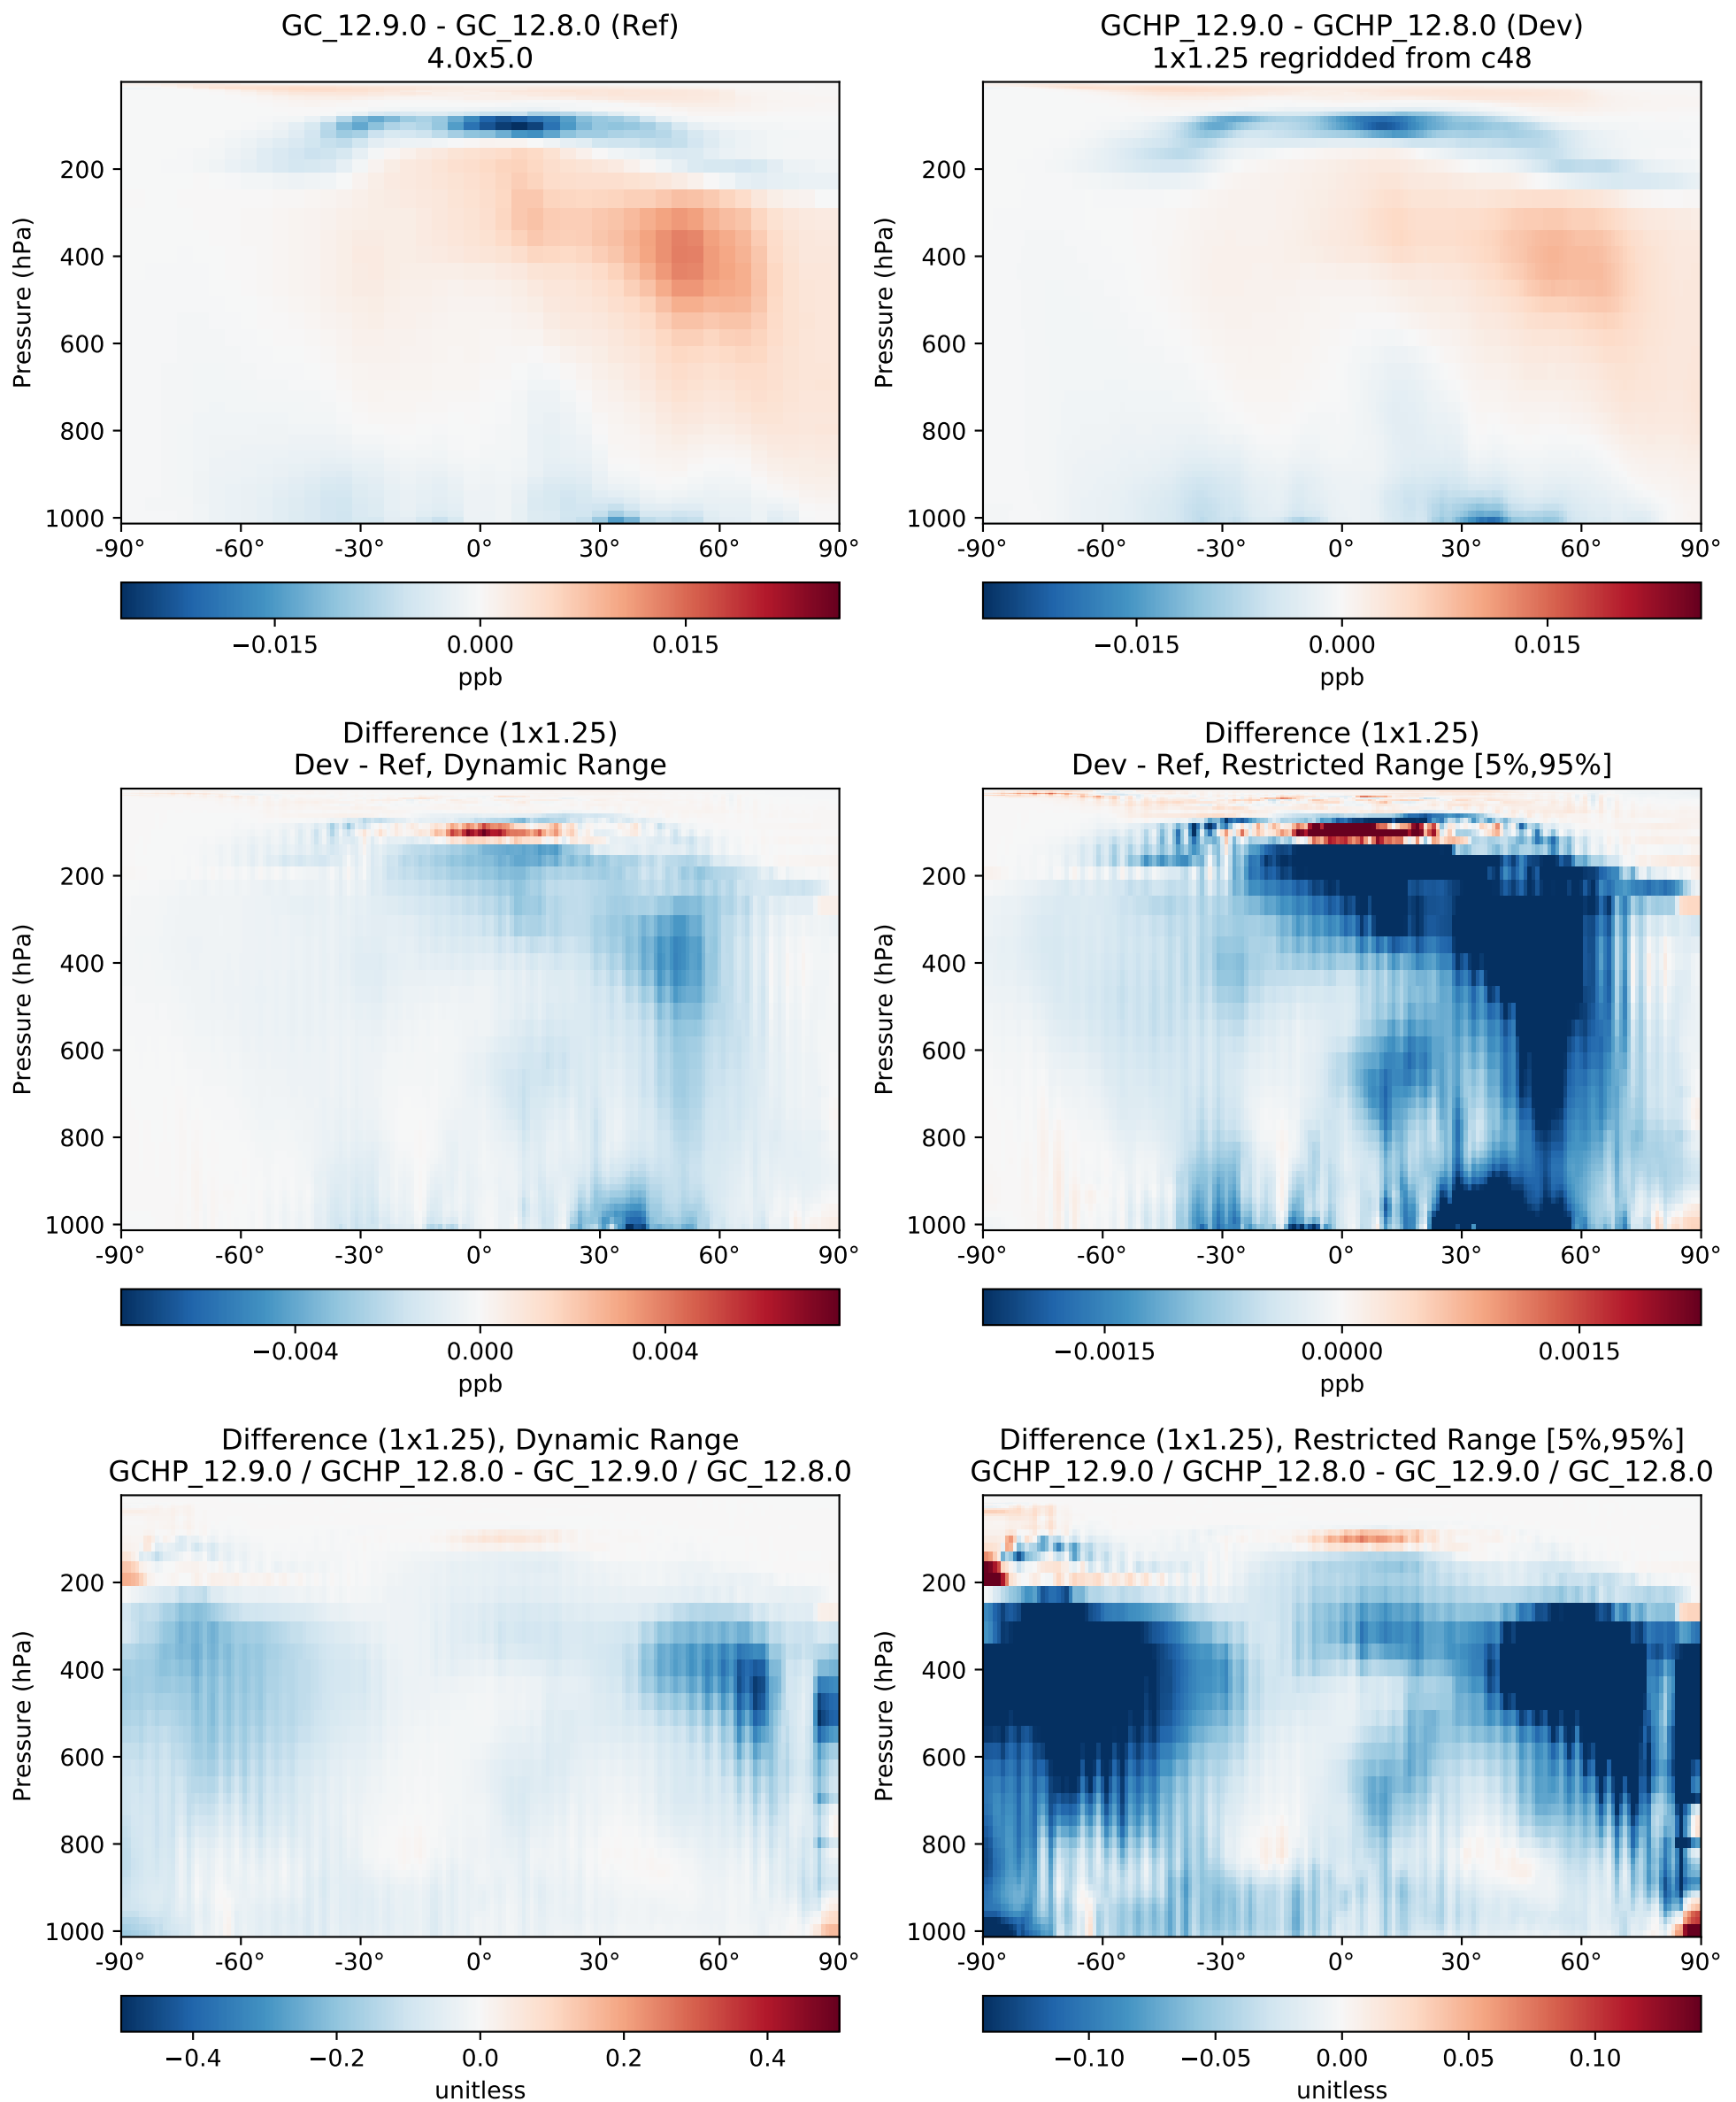 GC_12.9.0 - GC_12.8.0 (Ref)
4.0x5.0
Pressure (hPa)
200
400
600
800
1000
-90° -60° -30° 0° 30° 60° 90°
−0.015 0.000 0.015
ppb
GCHP_12.9.0 - GCHP_12.8.0 (Dev)
1x1.25 regridded from c48
Pressure (hPa)
200
400
600
800
1000
-90° -60° -30° 0° 30° 60° 90°
−0.015 0.000 0.015
ppb
Difference (1x1.25)
Dev - Ref, Dynamic Range
Pressure (hPa)
200
400
600
800
1000
-90° -60° -30° 0° 30° 60° 90°
−0.004 0.000 0.004
ppb
Difference (1x1.25)
Dev - Ref, Restricted Range [5%,95%]
Pressure (hPa)
200
400
600
800
1000
-90° -60° -30° 0° 30° 60° 90°
−0.0015 0.0000 0.0015
ppb
Difference (1x1.25), Dynamic Range
GCHP_12.9.0 / GCHP_12.8.0 - GC_12.9.0 / GC_12.8.0
Pressure (hPa)
200
400
600
800
1000
-90° -60° -30° 0° 30° 60° 90°
−0.4 −0.2 0.0 0.2 0.4
unitless
Difference (1x1.25), Restricted Range [5%,95%]
GCHP_12.9.0 / GCHP_12.8.0 - GC_12.9.0 / GC_12.8.0
Pressure (hPa)
200
400
600
800
1000
-90° -60° -30° 0° 30° 60° 90°
−0.10 −0.05 0.00 0.05 0.10
unitless